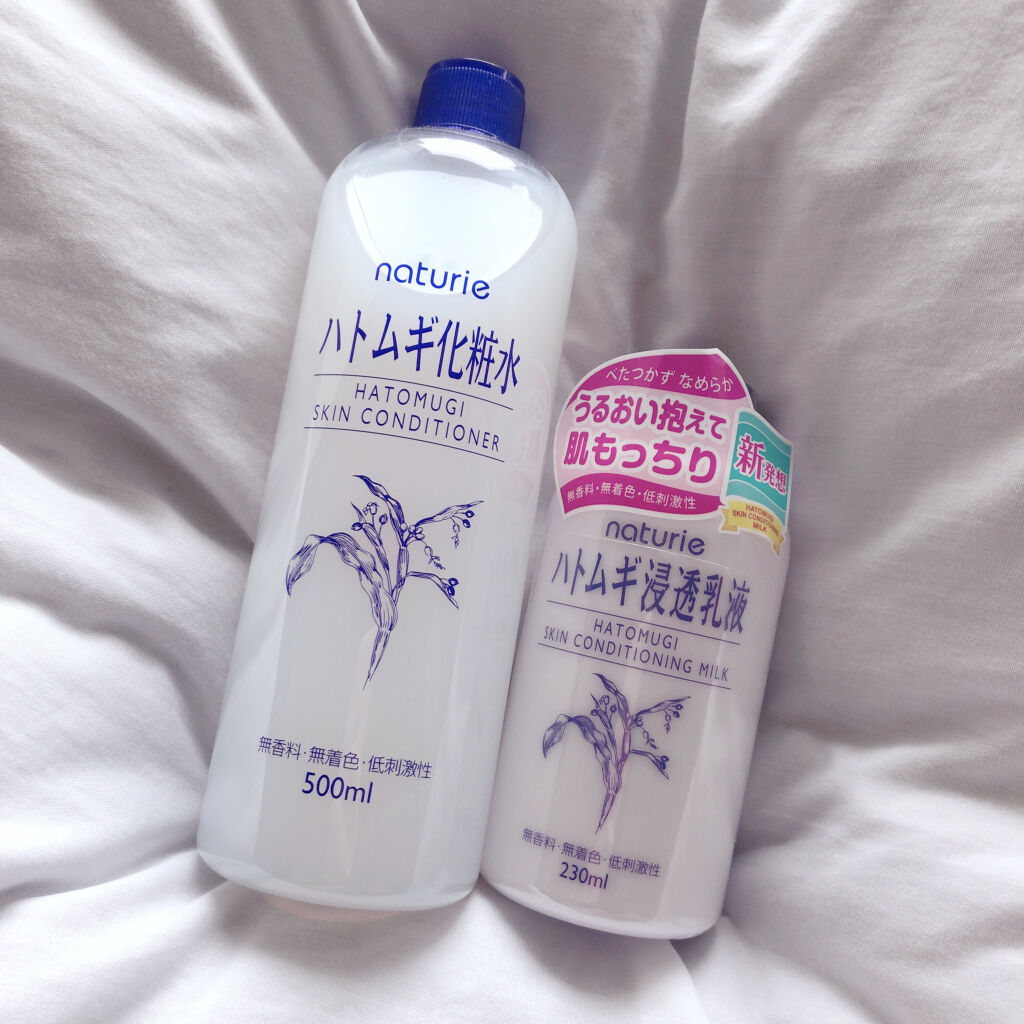 naturie
ハトムギ化粧水
HATOMUGI
SKIN CONDITIONER
無香料・無着色・低刺激性
500ml
べたつかず なめらか
うるおい抱えて
肌もっちり
無香料・無着色・低刺激性
新発想
HATOMUGI
SKIN CONDITIONING
MILK
naturie
ハトムギ浸透乳液
HATOMUGI
SKIN CONDITIONING MILK
無香料・無着色・低刺激性
230ml